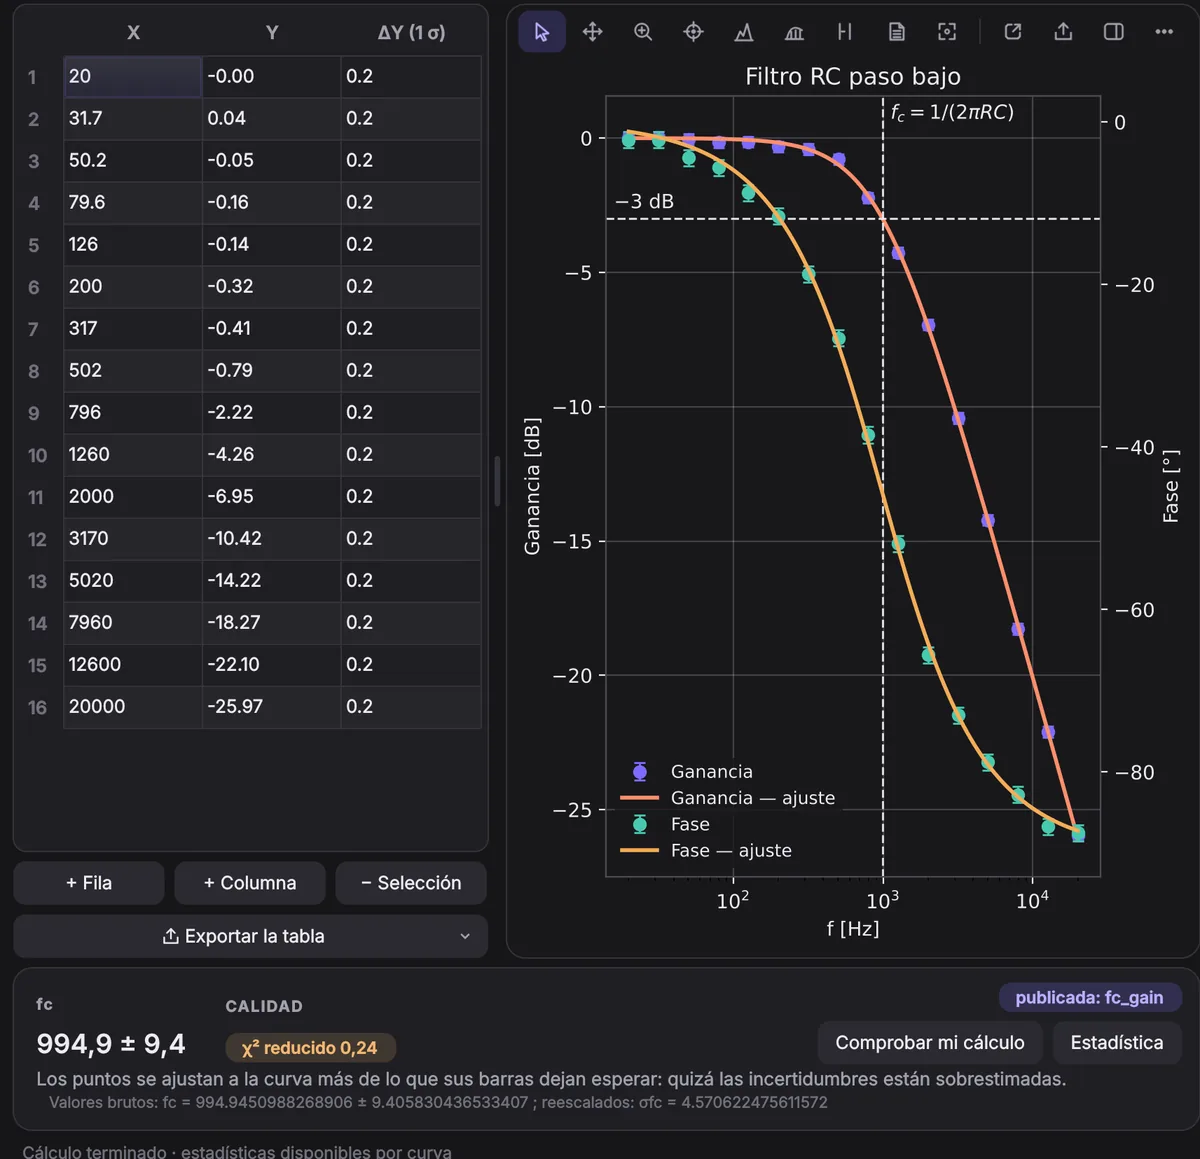 X Y ΔY (1 σ)
1 20 -0.00 0.2
2 31.7 0.04 0.2
3 50.2 -0.05 0.2
4 79.6 -0.16 0.2
5 126 -0.14 0.2
6 200 -0.32 0.2
7 317 -0.41 0.2
8 502 -0.79 0.2
9 796 -2.22 0.2
10 1260 -4.26 0.2
11 2000 -6.95 0.2
12 3170 -10.42 0.2
13 5020 -14.22 0.2
14 7960 -18.27 0.2
15 12600 -22.10 0.2
16 20000 -25.97 0.2
+ Fila
+ Columna
− Selección
Exportar la tabla
Filtro RC paso bajo
f_c = 1/(2πRC)
−3 dB
0
−5
−10
−15
−20
−25
Ganancia [dB]
0
−20
−40
−60
−80
Fase [°]
Ganancia
Ganancia — ajuste
Fase
Fase — ajuste
10² 10³ 10⁴
f [Hz]
fc
994,9 ± 9,4
CALIDAD
χ² reducido 0,24
publicada: fc_gain
Comprobar mi cálculo
Estadística
Los puntos se ajustan a la curva más de lo que sus barras dejan esperar: quizá las incertidumbres están sobrestimadas.
Valores brutos: fc = 994.9450988268906 ± 9.405830436533407 ; reescalados: σfc = 4.570622475611572
Cálculo terminado · estadísticas disponibles por curva